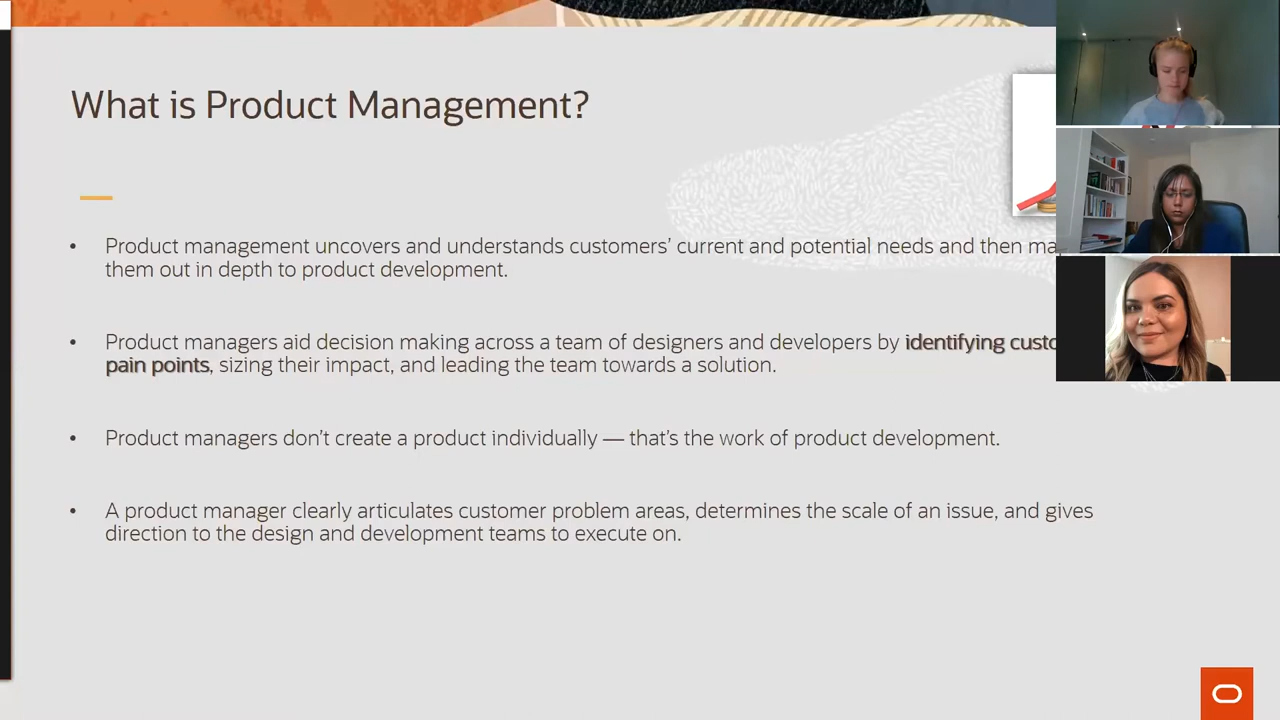 What is Product Management?
• Product management uncovers and understands customers’ current and potential needs and then
them out in depth to product development.
• Product managers aid decision making across a team of designers and developers by identifying
pain points, sizing their impact, and leading the team towards a solution.
• Product managers don’t create a product individually — that’s the work of product development.
• A product manager clearly articulates customer problem areas, determines the scale of an issue, and gives
direction to the design and development teams to execute on.